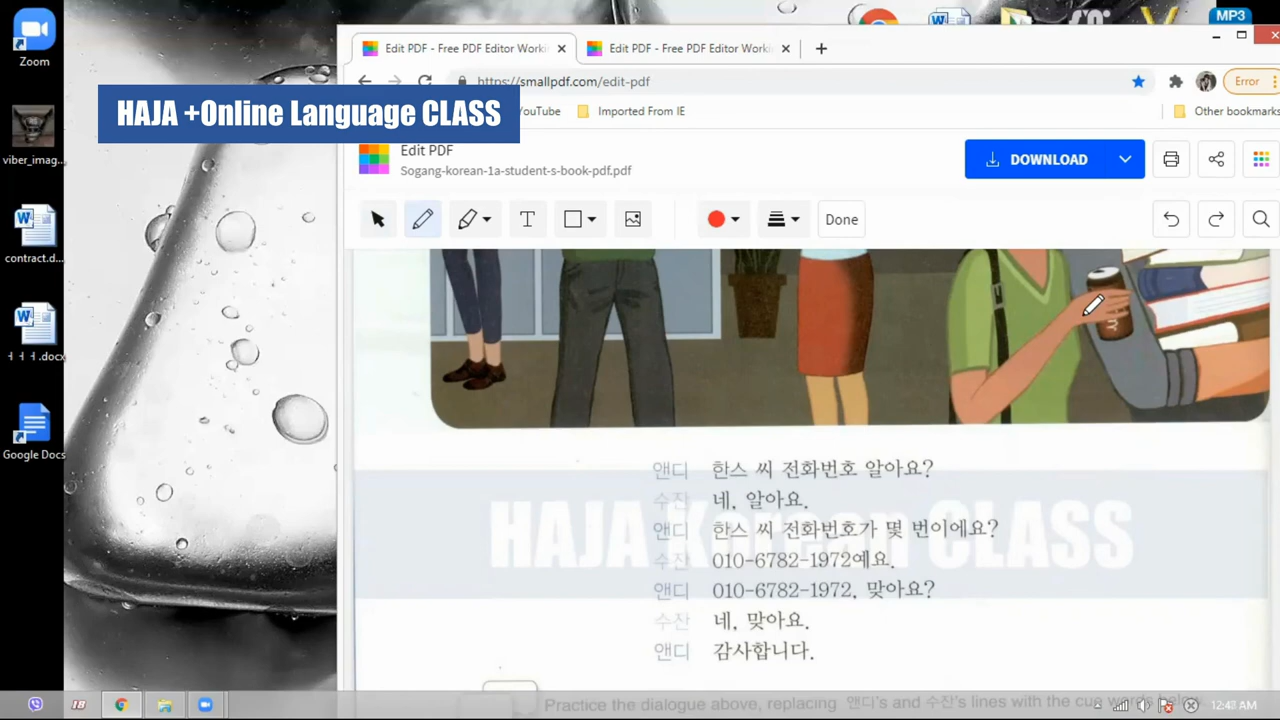 Zoom
viber_imag...
contract.d...
ㅕㅕㅕ.docx
Google Docs
MP3
HAJA +Online Language CLASS
Edit PDF - Free PDF Editor Worki
Edit PDF - Free PDF Editor Worki
https://smallpdf.com/edit-pdf
Error
YouTube
Imported From IE
Other bookmarks
Edit PDF
Sogang-korean-1a-student-s-book-pdf.pdf
DOWNLOAD
T
Done
앤디 한스 씨 전화번호 알아요?
수잔 네, 알아요.
앤디 한스 씨 전화번호가 몇 번이에요?
수잔 010-6782-1972예요.
앤디 010-6782-1972, 맞아요?
수잔 네, 맞아요.
앤디 감사합니다.
HAJA Korean CLASS
Practice the dialogue above, replacing 앤디's and 수잔's lines with the cue words below.
18